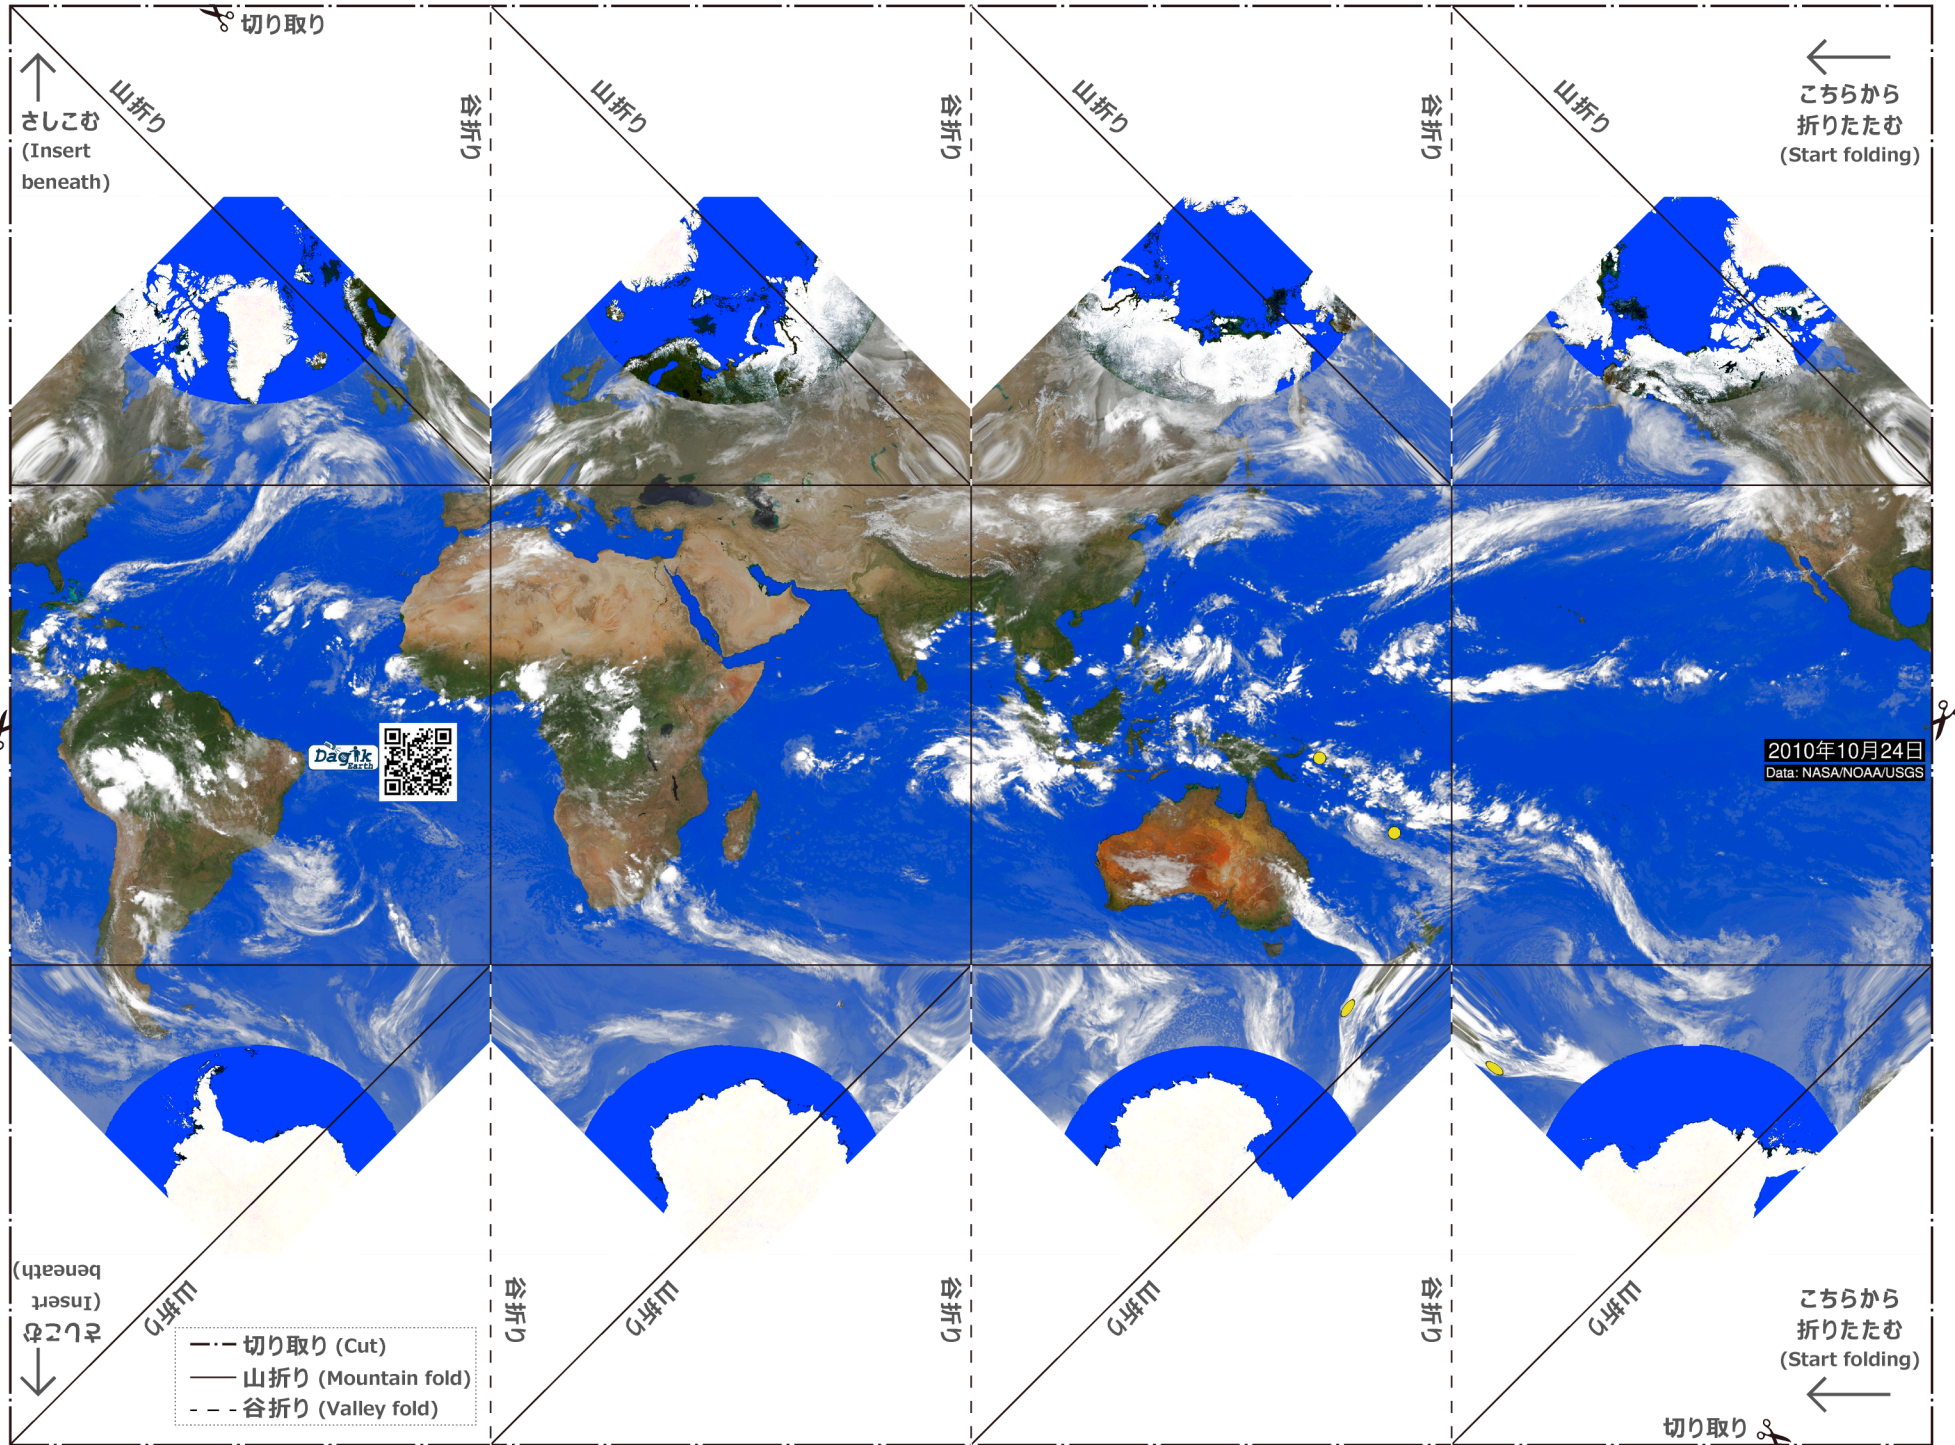 切り取り
さしこむ
(Insert
beneath)
山折り
谷折り
山折り
谷折り
山折り
谷折り
山折り
こちらから
折りたたむ
(Start folding)
Dagik
Earth
2010年10月24日
Data: NASA/NOAA/USGS
さしこむ
(Insert
beneath)
山折り
谷折り
山折り
谷折り
山折り
谷折り
山折り
こちらから
折りたたむ
(Start folding)
切り取り (Cut)
山折り (Mountain fold)
谷折り (Valley fold)
切り取り